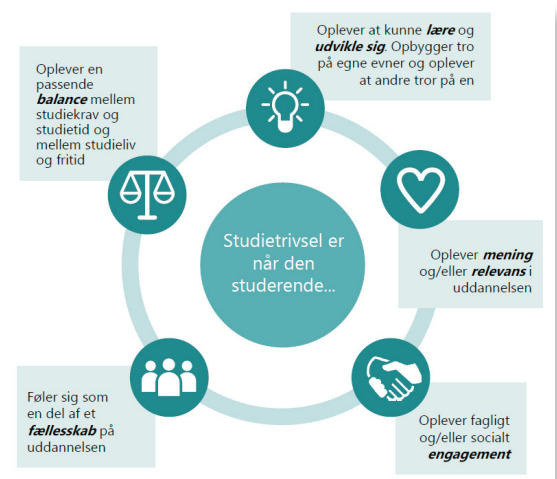 Studietrivsel er
når den
studerende...
Oplever at kunne lære og
udvikle sig. Opbygger tro
på egne evner og oplever
at andre tror på en
Oplever mening
og/eller relevans i
uddannelsen
Oplever fagligt
og/eller socialt
engagement
Føler sig som
en del af et
fællesskab på
uddannelsen
Oplever en
passende
balance mellem
studiekrav og
studietid og
mellem studieliv
og fritid